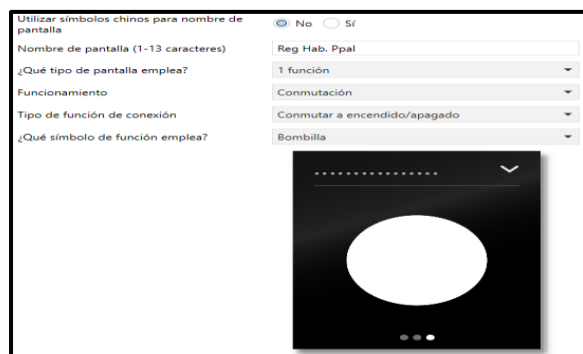 Utilizar símbolos chinos para nombre de
pantalla
No Sí
Nombre de pantalla (1-13 caracteres) Reg Hab. Ppal
¿Qué tipo de pantalla emplea? 1 función
Funcionamiento Conmutación
Tipo de función de conexión Conmutar a encendido/apagado
¿Qué símbolo de función emplea? Bombilla